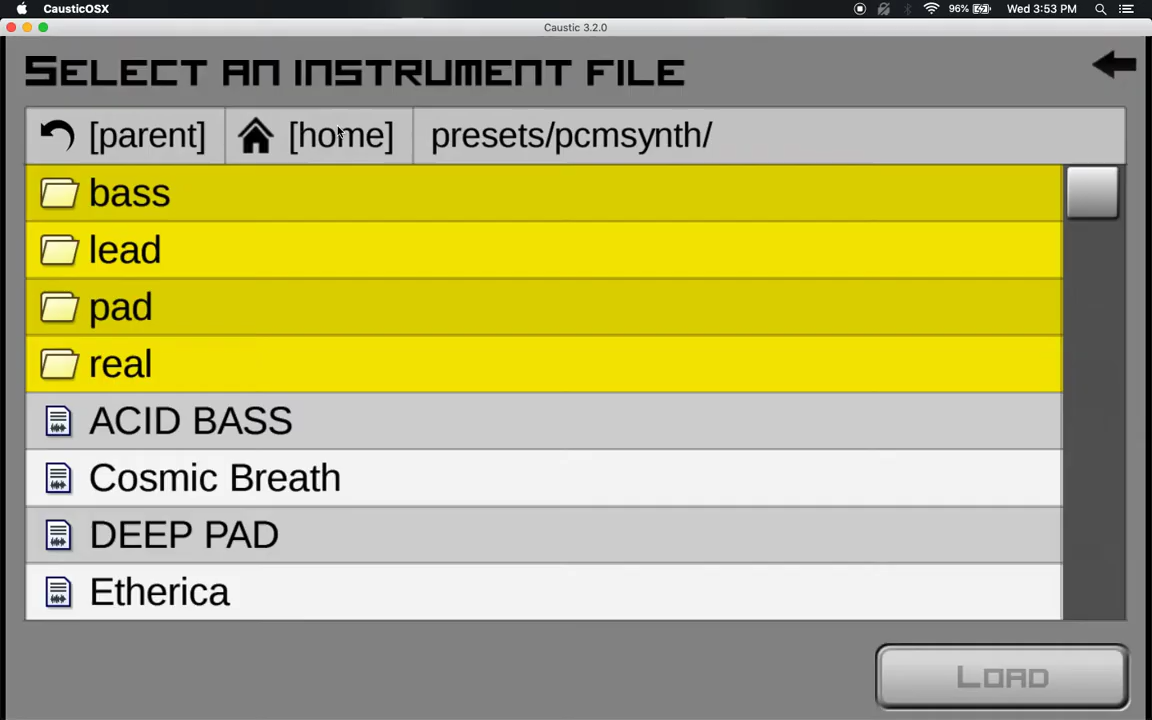 CausticOSX 96% Wed 3:53 PM
Caustic 3.2.0
SELECT AN INSTRUMENT FILE
[parent] [home] presets/pcmsynth/
bass
lead
pad
real
ACID BASS
Cosmic Breath
DEEP PAD
Etherica
LOAD